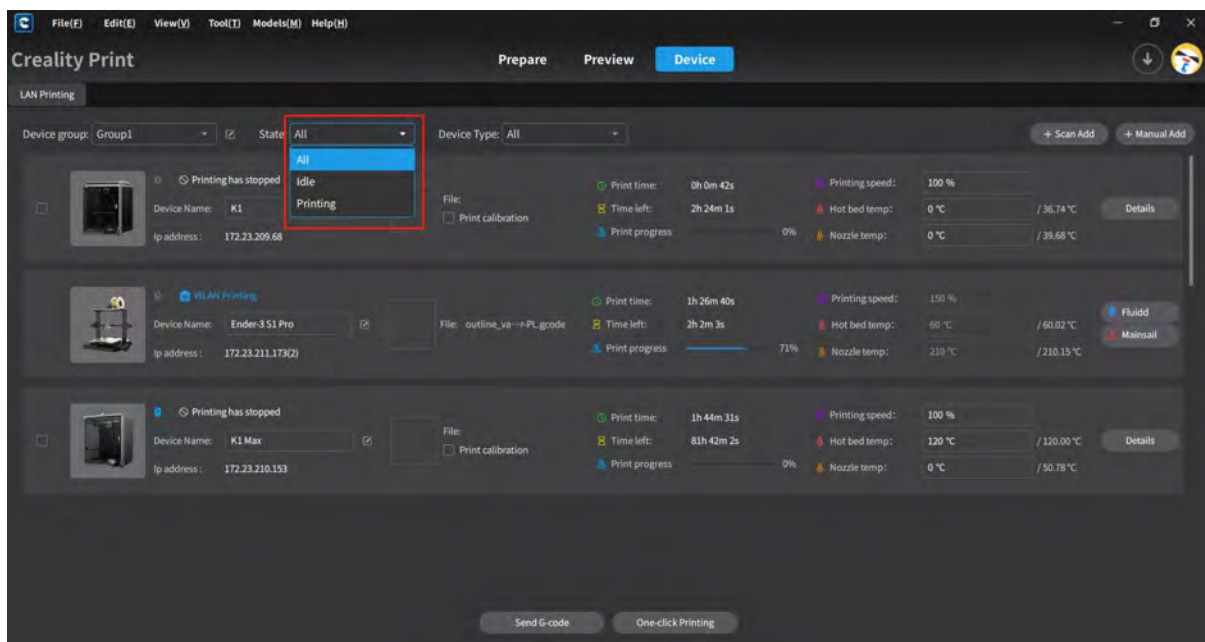 File(F) Edit(E) View(V) Tool(T) Models(M) Help(H)
Creality Print
Prepare Preview Device
LAN Printing
Device group: Group1 State All Device Type: All + Scan Add + Manual Add
All
Idle
Printing
Printing has stopped
Device Name: K1
Ip address : 172.23.209.68
File:
Print calibration
Print time: 0h 0m 42s
Time left: 2h 24m 1s
Print progress 0%
Printing speed: 100 %
Hot bed temp: 0 ℃ / 36.74 ℃
Nozzle temp: 0 ℃ / 39.68 ℃
Details
WLAN Printing
Device Name: Ender-3 S1 Pro
Ip address : 172.23.211.173(2)
File: outline_va···r-PL.gcode
Print time: 1h 26m 40s
Time left: 2h 2m 3s
Print progress 71%
Printing speed: 150 %
Hot bed temp: 60 ℃ / 60.02 ℃
Nozzle temp: 210 ℃ / 210.15 ℃
Fluidd
Mainsail
Printing has stopped
Device Name: K1 Max
Ip address : 172.23.210.153
File:
Print calibration
Print time: 1h 44m 31s
Time left: 81h 42m 2s
Print progress 0%
Printing speed: 100 %
Hot bed temp: 120 ℃ / 120.00 ℃
Nozzle temp: 0 ℃ / 50.78 ℃
Details
Send G-code One-click Printing